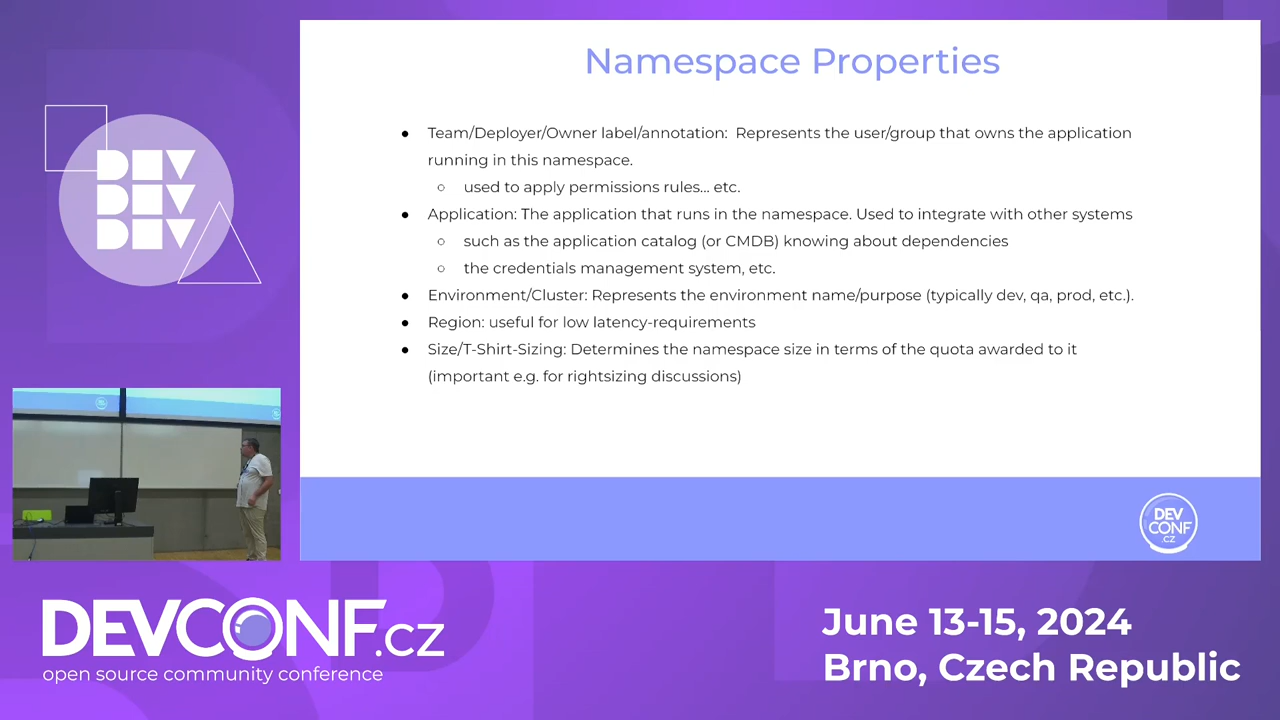 Namespace Properties
● Team/Deployer/Owner label/annotation: Represents the user/group that owns the application
running in this namespace.
○ used to apply permissions rules... etc.
● Application: The application that runs in the namespace. Used to integrate with other systems
○ such as the application catalog (or CMDB) knowing about dependencies
○ the credentials management system, etc.
● Environment/Cluster: Represents the environment name/purpose (typically dev, qa, prod, etc.).
● Region: useful for low latency-requirements
● Size/T-Shirt-Sizing: Determines the namespace size in terms of the quota awarded to it
(important e.g. for rightsizing discussions)
DEV
CONF
.CZ
DEV
DEV
DEV
DEVCONF.cz
open source community conference
June 13-15, 2024
Brno, Czech Republic